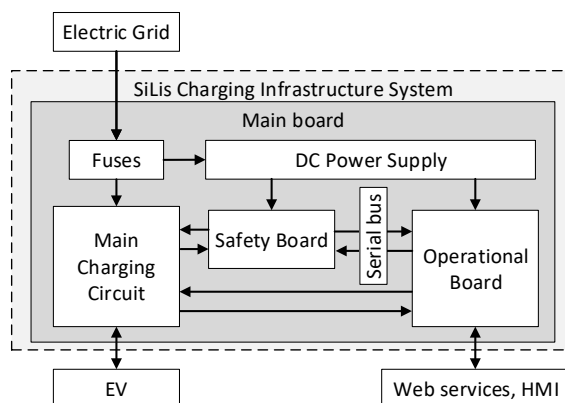 Electric Grid
SiLis Charging Infrastructure System
Main board
Fuses
DC Power Supply
Main
Charging
Circuit
Safety Board
Serial bus
Operational
Board
EV
Web services, HMI